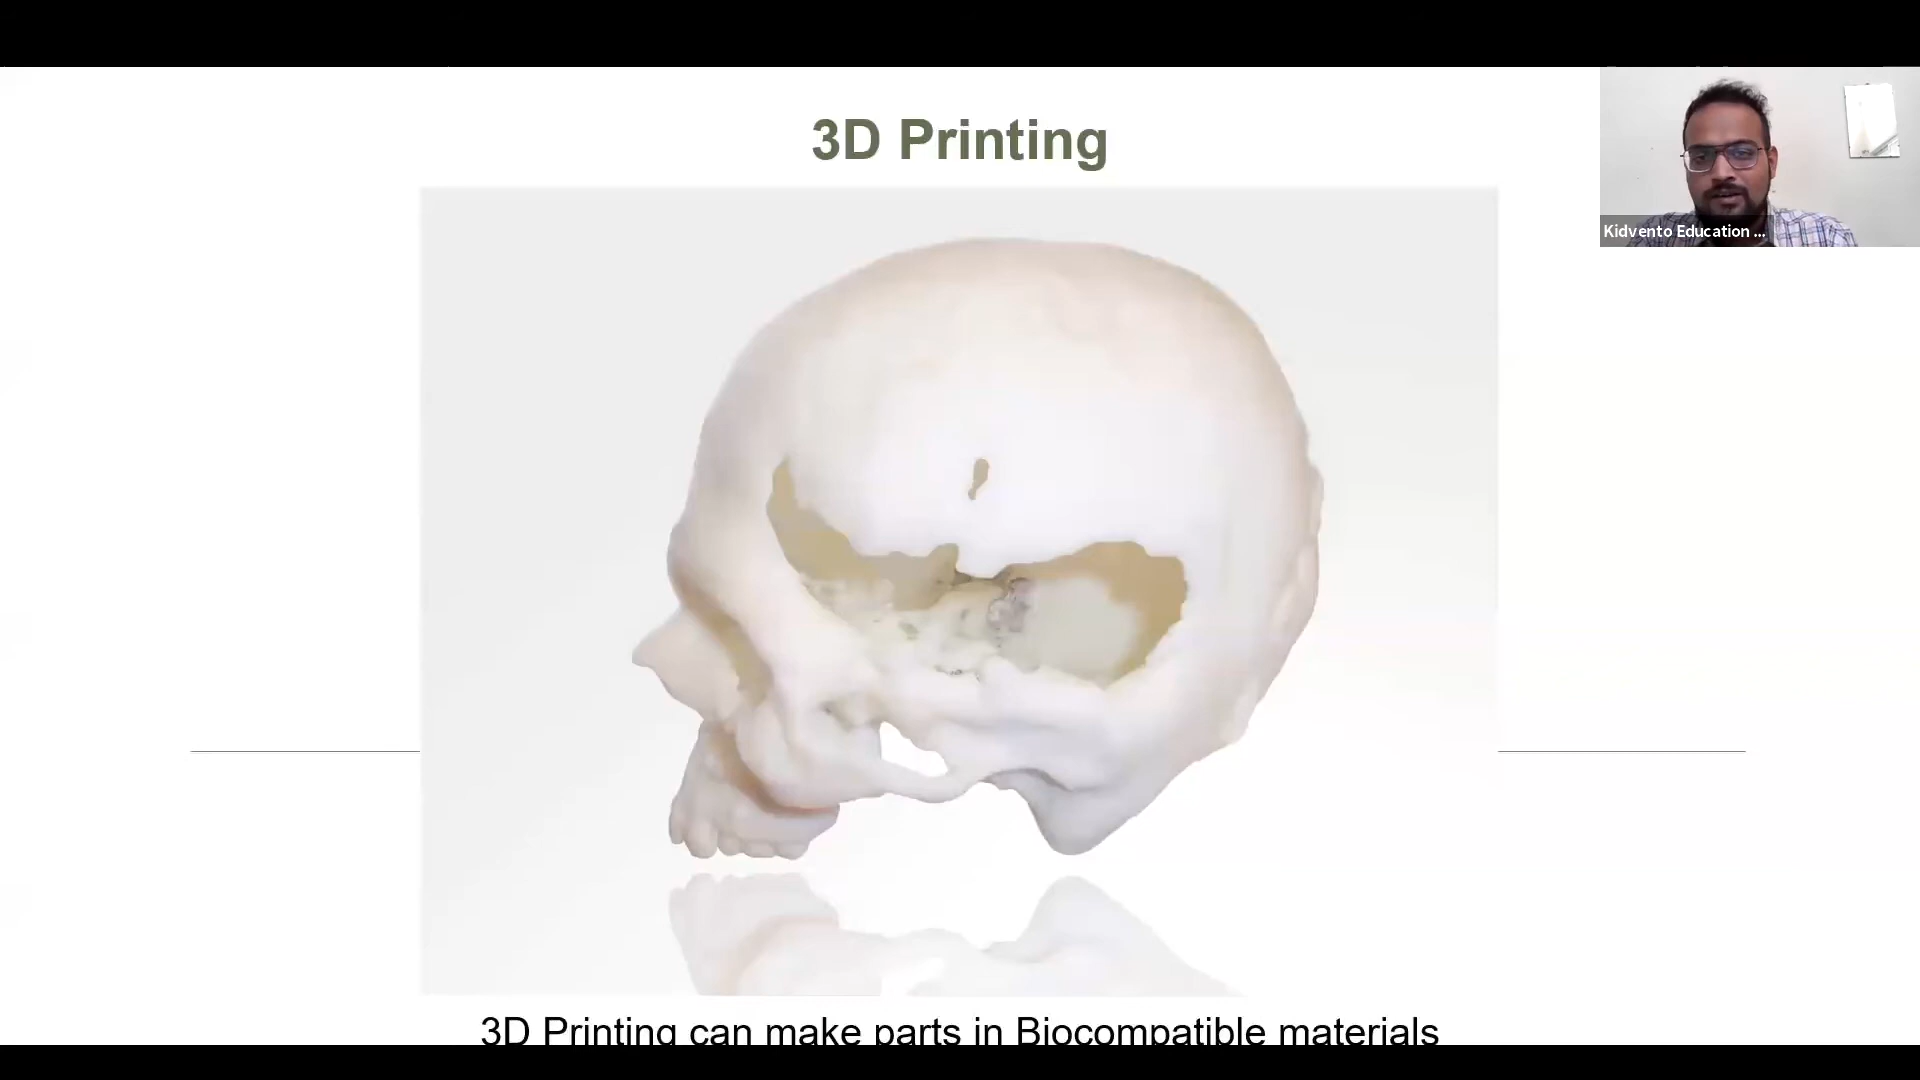 3D Printing
Kidvento Education ...
3D Printing can make parts in Biocompatible materials